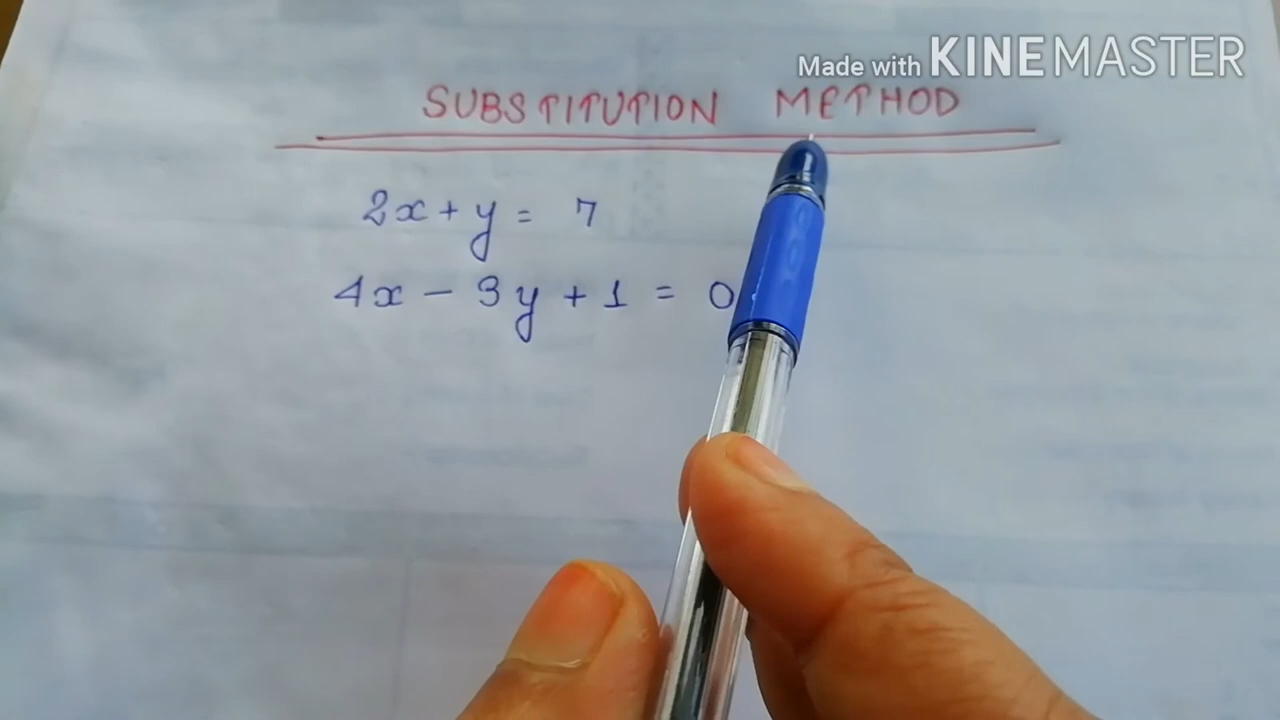 Made with KINEMASTER
SUBSTITUTION METHOD
2x + y = 7
4x - 3y + 1 = 0